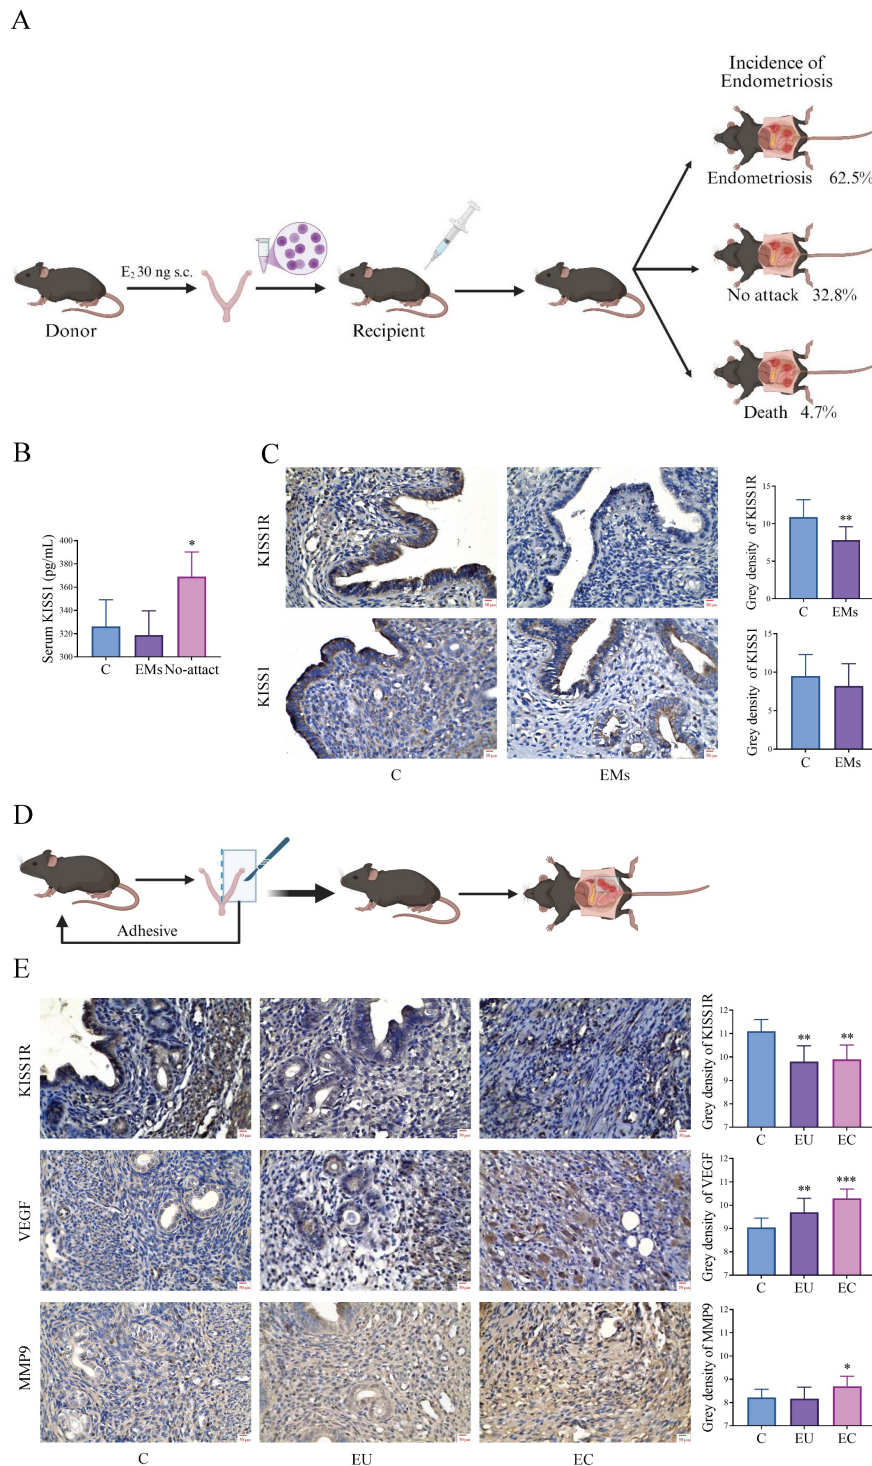 A
Incidence of
Endometriosis
Endometriosis 62.5%
E₂ 30 ng s.c.
Donor
Recipient
No attack 32.8%
Death 4.7%
B
Serum KISS1 (pg/mL)
400
380
360
340
320
300
*
C EMs No-attact
C
KISS1R
KISS1
C
EMs
Grey density of KISS1R
15
10
5
0
**
C EMs
Grey density of KISS1
15
10
5
0
C EMs
D
Adhesive
E
KISS1R
VEGF
MMP9
C
EU
EC
Grey density of KISS1R
12
11
10
9
8
7
** **
C EU EC
Grey density of VEGF
12
11
10
9
8
7
** ***
C EU EC
Grey density of MMP9
12
11
10
9
8
7
*
C EU EC